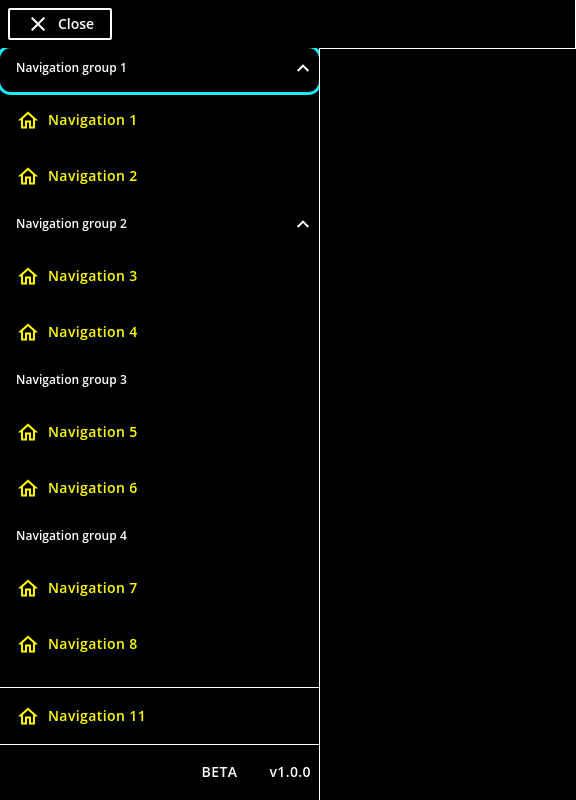 Close
Navigation group 1
Navigation 1
Navigation 2
Navigation group 2
Navigation 3
Navigation 4
Navigation group 3
Navigation 5
Navigation 6
Navigation group 4
Navigation 7
Navigation 8
Navigation 11
BETA v1.0.0